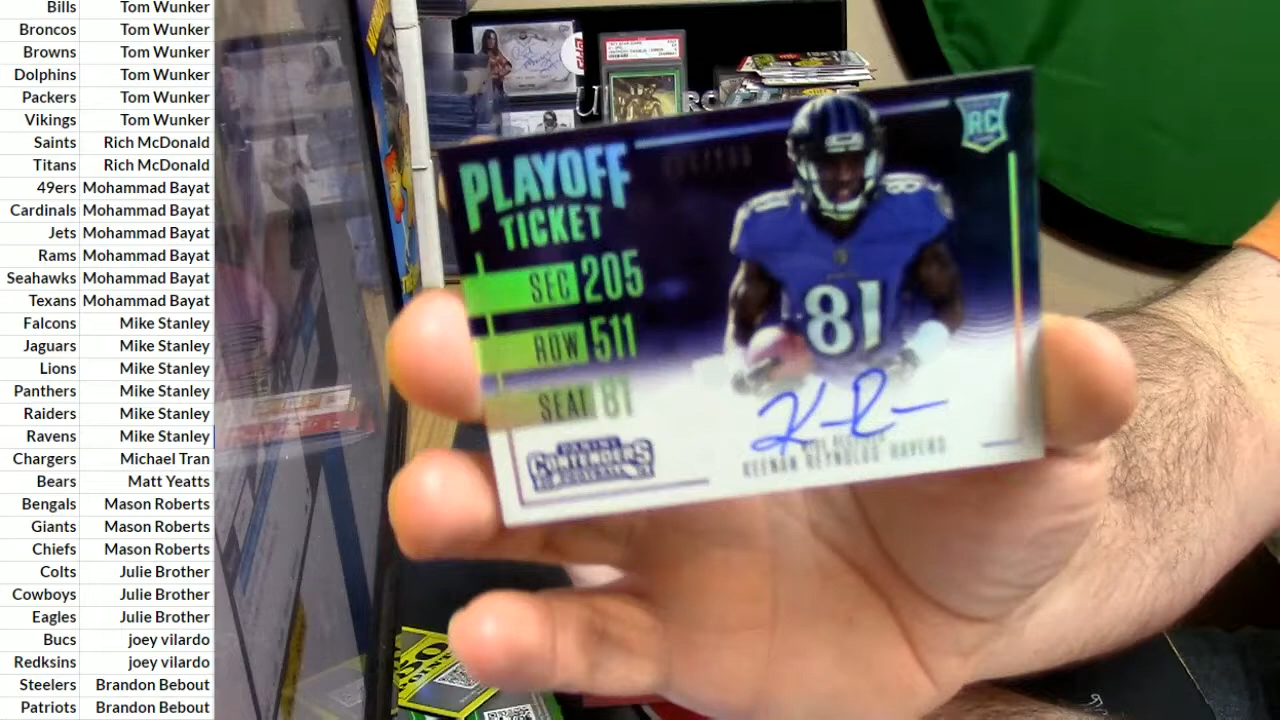 Bills Tom Wunker
Broncos Tom Wunker
Browns Tom Wunker
Dolphins Tom Wunker
Packers Tom Wunker
Vikings Tom Wunker
Saints Rich McDonald
Titans Rich McDonald
49ers Mohammad Bayat
Cardinals Mohammad Bayat
Jets Mohammad Bayat
Rams Mohammad Bayat
Seahawks Mohammad Bayat
Texans Mohammad Bayat
Falcons Mike Stanley
Jaguars Mike Stanley
Lions Mike Stanley
Panthers Mike Stanley
Raiders Mike Stanley
Ravens Mike Stanley
Chargers Michael Tran
Bears Matt Yeatts
Bengals Mason Roberts
Giants Mason Roberts
Chiefs Mason Roberts
Colts Julie Brother
Cowboys Julie Brother
Eagles Julie Brother
Bucs joey vilardo
Redksins joey vilardo
Steelers Brandon Bebout
Patriots Brandon Bebout
RC
PLAYOFF
TICKET
SEC 205
ROW 511
SEAT 81
81
PANINI
CONTENDERS
KEENAN REYNOLDS RAVENS